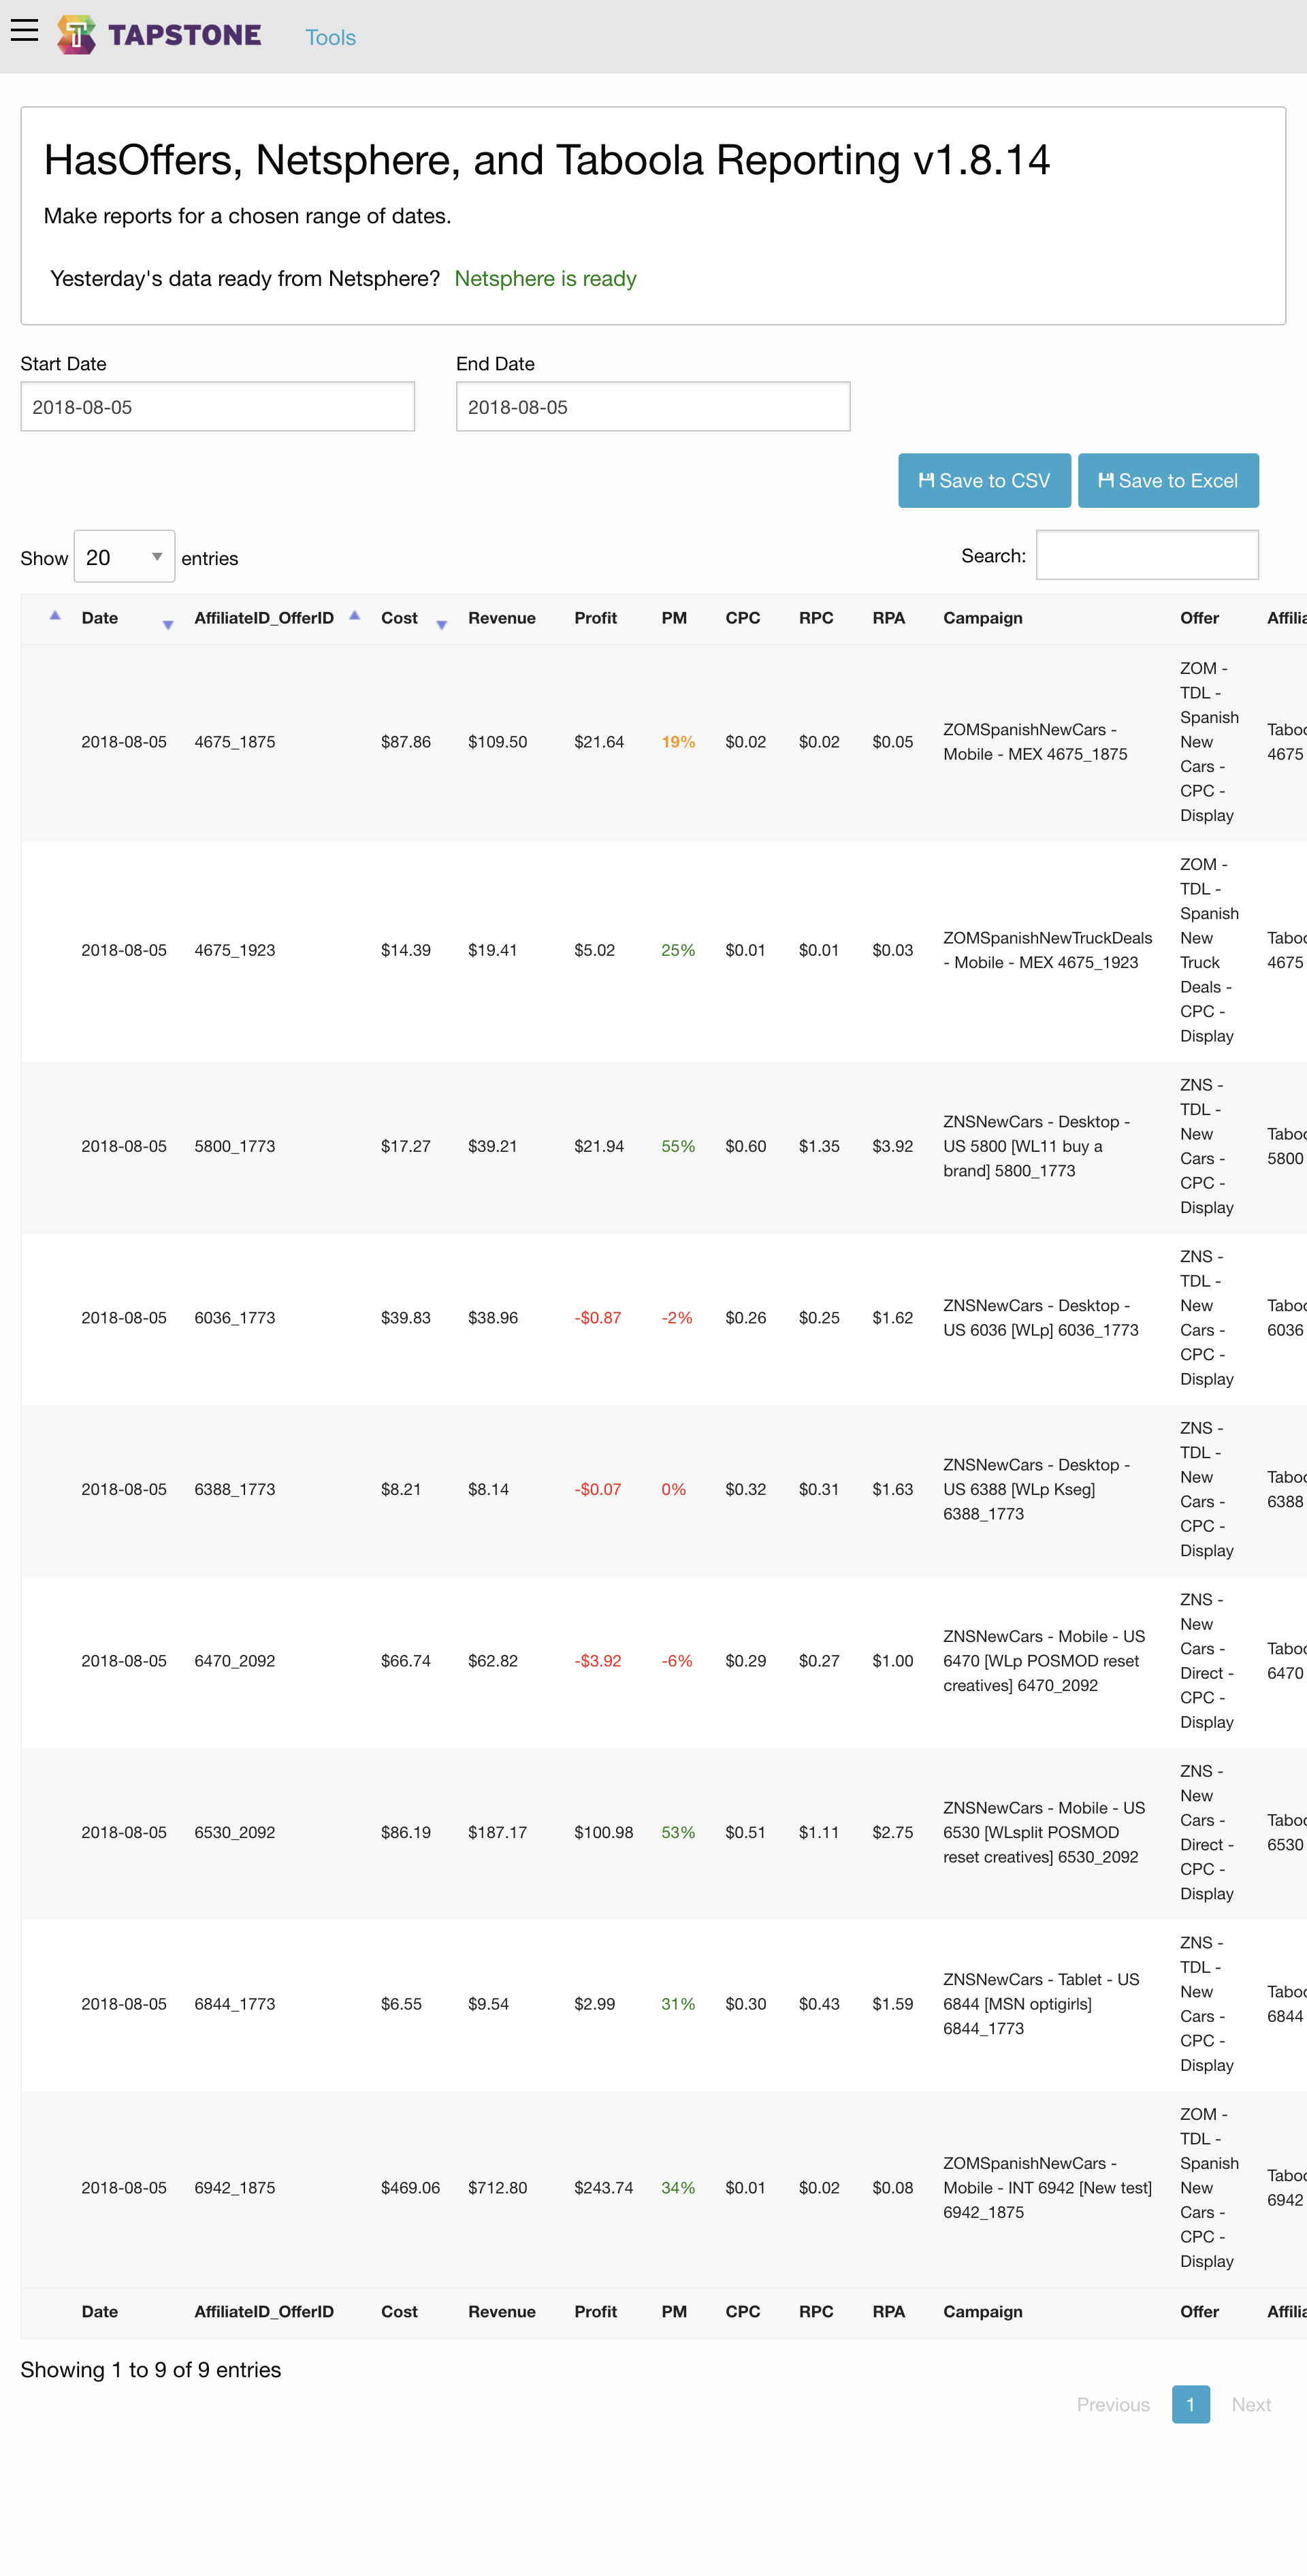 TAPSTONE Tools
HasOffers, Netsphere, and Taboola Reporting v1.8.14
Make reports for a chosen range of dates.
Yesterday's data ready from Netsphere? Netsphere is ready
Start Date End Date
2018-08-05 2018-08-05
Save to CSV Save to Excel
Show 20 entries Search:
Date AffiliateID_OfferID Cost Revenue Profit PM CPC RPC RPA Campaign Offer Affilia
ZOM -
TDL -
Spanish
New
Cars -
CPC -
Display
2018-08-05 4675_1875 $87.86 $109.50 $21.64 19% $0.02 $0.02 $0.05
ZOMSpanishNewCars -
Mobile - MEX 4675_1875
Taboo
4675
ZOM -
TDL -
Spanish
New
Truck
Deals -
CPC -
Display
2018-08-05 4675_1923 $14.39 $19.41 $5.02 25% $0.01 $0.01 $0.03
ZOMSpanishNewTruckDeals
- Mobile - MEX 4675_1923
Taboo
4675
ZNS -
TDL -
New
Cars -
CPC -
Display
2018-08-05 5800_1773 $17.27 $39.21 $21.94 55% $0.60 $1.35 $3.92
ZNSNewCars - Desktop -
US 5800 [WL11 buy a
brand] 5800_1773
Taboo
5800
ZNS -
TDL -
New
Cars -
CPC -
Display
2018-08-05 6036_1773 $39.83 $38.96 -$0.87 -2% $0.26 $0.25 $1.62
ZNSNewCars - Desktop -
US 6036 [WLp] 6036_1773
Taboo
6036
ZNS -
TDL -
New
Cars -
CPC -
Display
2018-08-05 6388_1773 $8.21 $8.14 -$0.07 0% $0.32 $0.31 $1.63
ZNSNewCars - Desktop -
US 6388 [WLp Kseg]
6388_1773
Taboo
6388
ZNS -
New
Cars -
Direct -
CPC -
Display
2018-08-05 6470_2092 $66.74 $62.82 -$3.92 -6% $0.29 $0.27 $1.00
ZNSNewCars - Mobile - US
6470 [WLp POSMOD reset
creatives] 6470_2092
Taboo
6470
ZNS -
New
Cars -
Direct -
CPC -
Display
2018-08-05 6530_2092 $86.19 $187.17 $100.98 53% $0.51 $1.11 $2.75
ZNSNewCars - Mobile - US
6530 [WLsplit POSMOD
reset creatives] 6530_2092
Taboo
6530
ZNS -
TDL -
New
Cars -
CPC -
Display
2018-08-05 6844_1773 $6.55 $9.54 $2.99 31% $0.30 $0.43 $1.59
ZNSNewCars - Tablet - US
6844 [MSN optigirls]
6844_1773
Taboo
6844
ZOM -
TDL -
Spanish
New
Cars -
CPC -
Display
2018-08-05 6942_1875 $469.06 $712.80 $243.74 34% $0.01 $0.02 $0.08
ZOMSpanishNewCars -
Mobile - INT 6942 [New test]
6942_1875
Taboo
6942
Date AffiliateID_OfferID Cost Revenue Profit PM CPC RPC RPA Campaign Offer Affilia
Showing 1 to 9 of 9 entries
Previous 1 Next